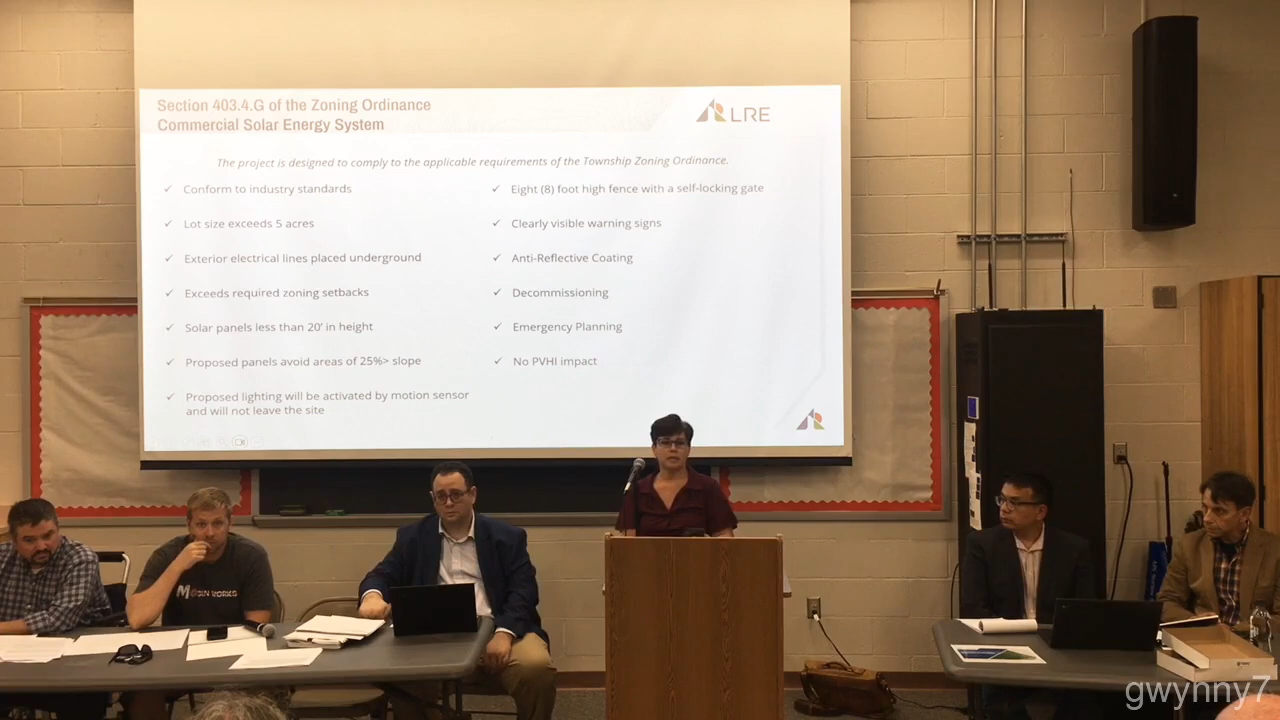 Section 403.4.G of the Zoning Ordinance
Commercial Solar Energy System
LRE
The project is designed to comply to the applicable requirements of the Township Zoning Ordinance.
✓ Conform to industry standards
✓ Lot size exceeds 5 acres
✓ Exterior electrical lines placed underground
✓ Exceeds required zoning setbacks
✓ Solar panels less than 20' in height
✓ Proposed panels avoid areas of 25%> slope
✓ Proposed lighting will be activated by motion sensor
and will not leave the site
✓ Eight (8) foot high fence with a self-locking gate
✓ Clearly visible warning signs
✓ Anti-Reflective Coating
✓ Decommissioning
✓ Emergency Planning
✓ No PVHI impact
gwynny7